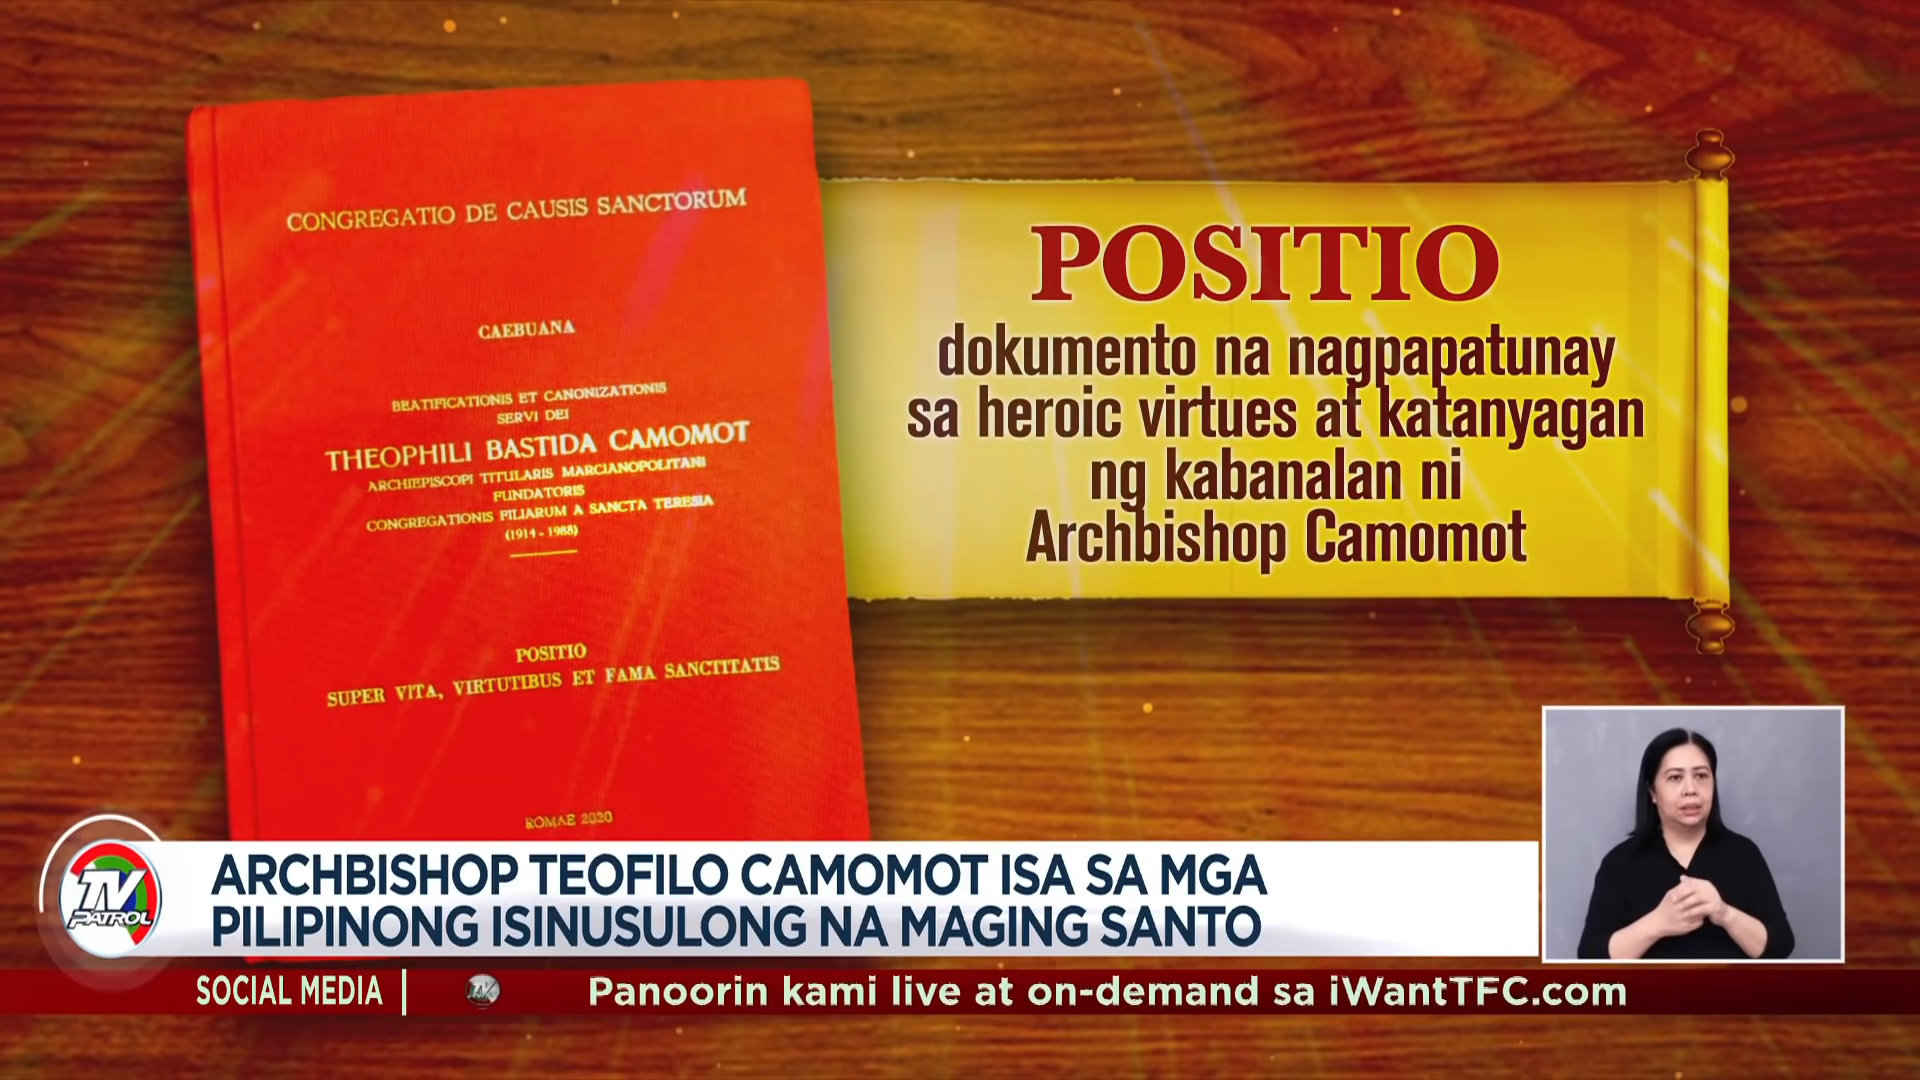 CONGREGATIO DE CAUSIS SANCTORUM
CAEBUANA
BEATIFICATIONIS ET CANONIZATIONIS
SERVI DEI
THEOPHILI BASTIDA CAMOMOT
ARCHIEPISCOPI TITULARIS MARCIANOPOLITANI
FUNDATORIS
CONGREGATIONIS FILIARUM A SANCTA TERESIA
(1914 - 1988)
POSITIO
SUPER VITA, VIRTUTIBUS ET FAMA SANCTITATIS
ROMAE 2020
POSITIO
dokumento na nagpapatunay
sa heroic virtues at katanyagan
ng kabanalan ni
Archbishop Camomot
TV PATROL
ARCHBISHOP TEOFILO CAMOMOT ISA SA MGA
PILIPINONG ISINUSULONG NA MAGING SANTO
SOCIAL MEDIA | Panoorin kami live at on-demand sa iWantTFC.com